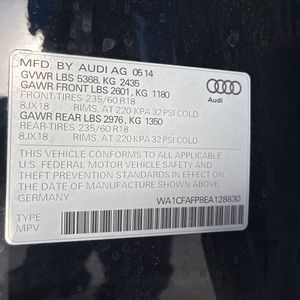 MFD. BY AUDI AG 05 14
GVWR LBS 5368, KG 2435
GAWR FRONT LBS 2601, KG 1180
FRONT-TIRES 235/60 R18
8JX18 RIMS, AT 220 KPA 32 PSI COLD
GAWR REAR LBS 2976, KG 1350
REAR-TIRES 235/60 R18
8JX18 RIMS, AT 220 KPA 32 PSI COLD
Audi
THIS VEHICLE CONFORMS TO ALL APPLICABLE
U.S. FEDERAL MOTOR VEHICLE SAFETY AND
THEFT PREVENTION STANDARDS IN EFFECT ON
THE DATE OF MANUFACTURE SHOWN ABOVE.
MADE IN GERMANY
WA1CFAFP8EA128830
TYPE:
MPV